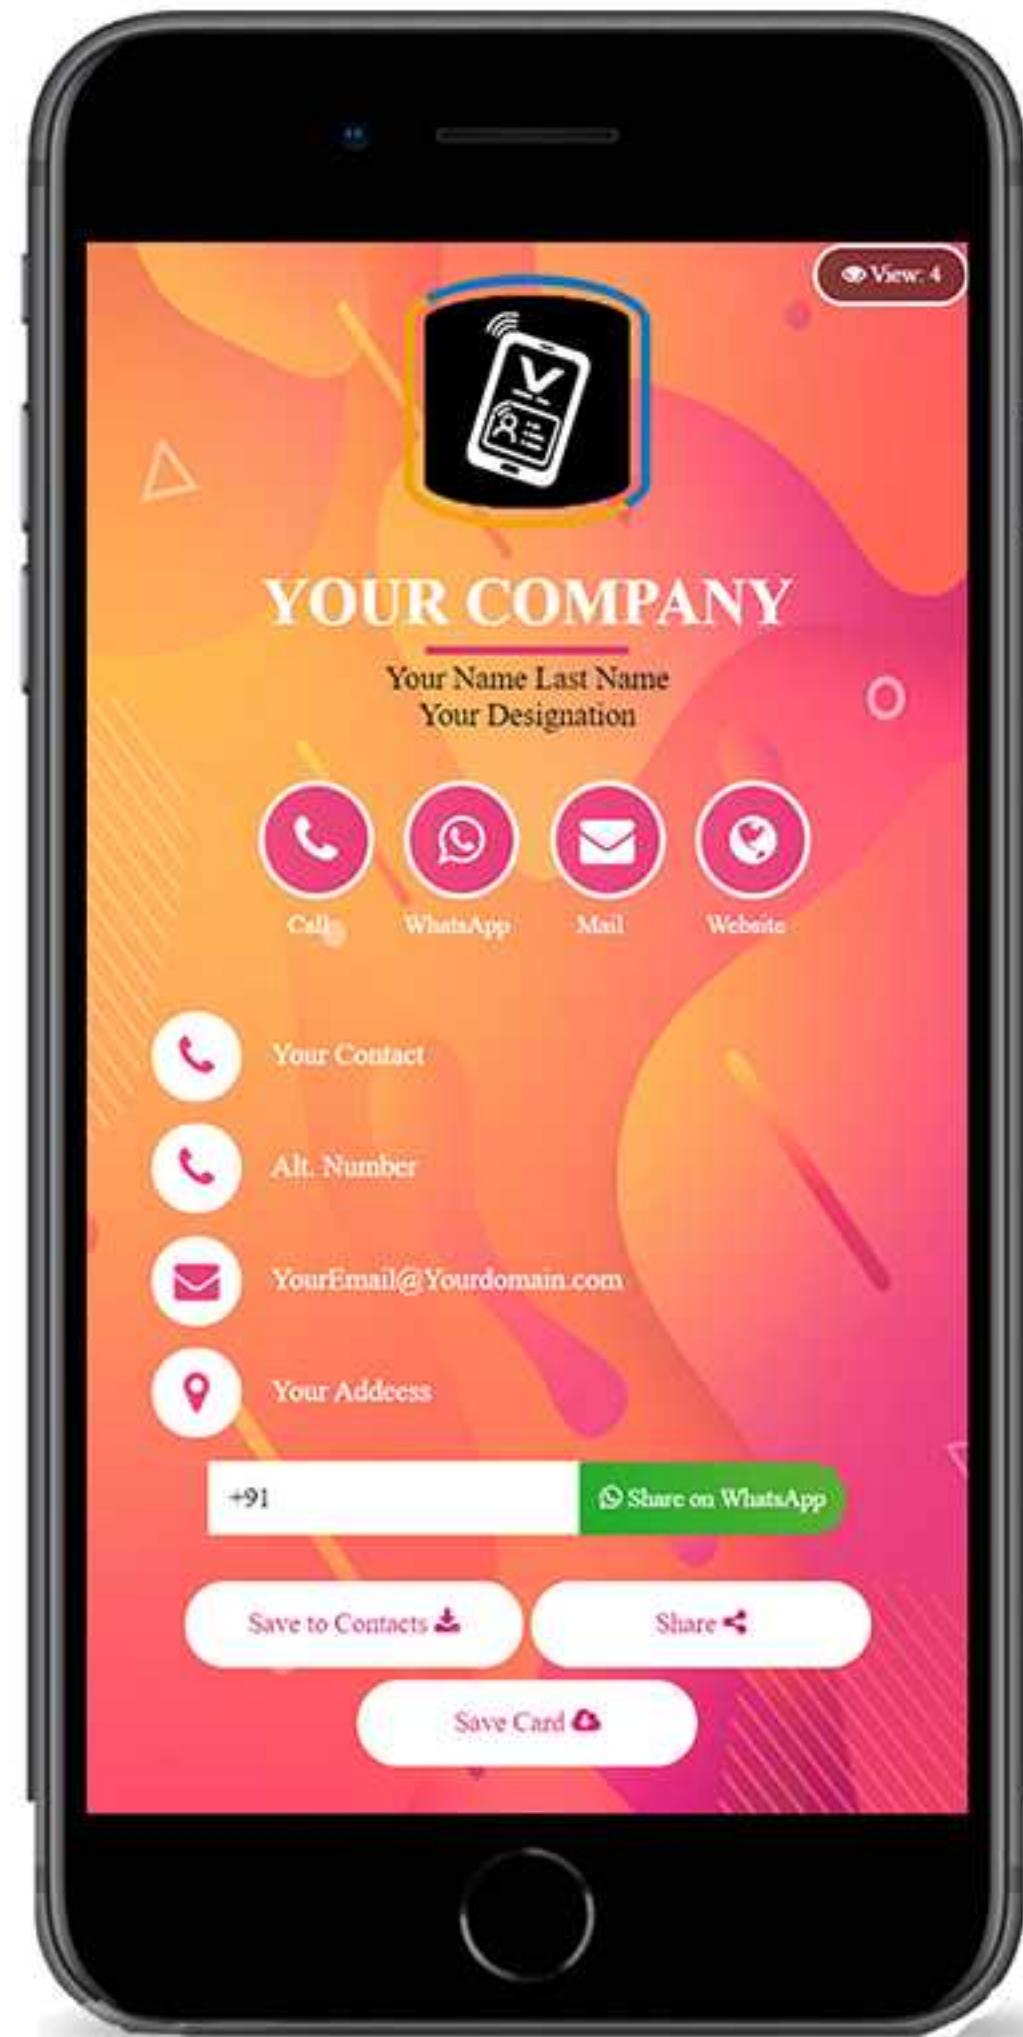 View: 4
YOUR COMPANY
Your Name Last Name
Your Designation
Call WhatsApp Mail Website
Your Contact
Alt. Number
YourEmail@Yourdomain.com
Your Addeess
+91 Share on WhatsApp
Save to Contacts Share
Save Card